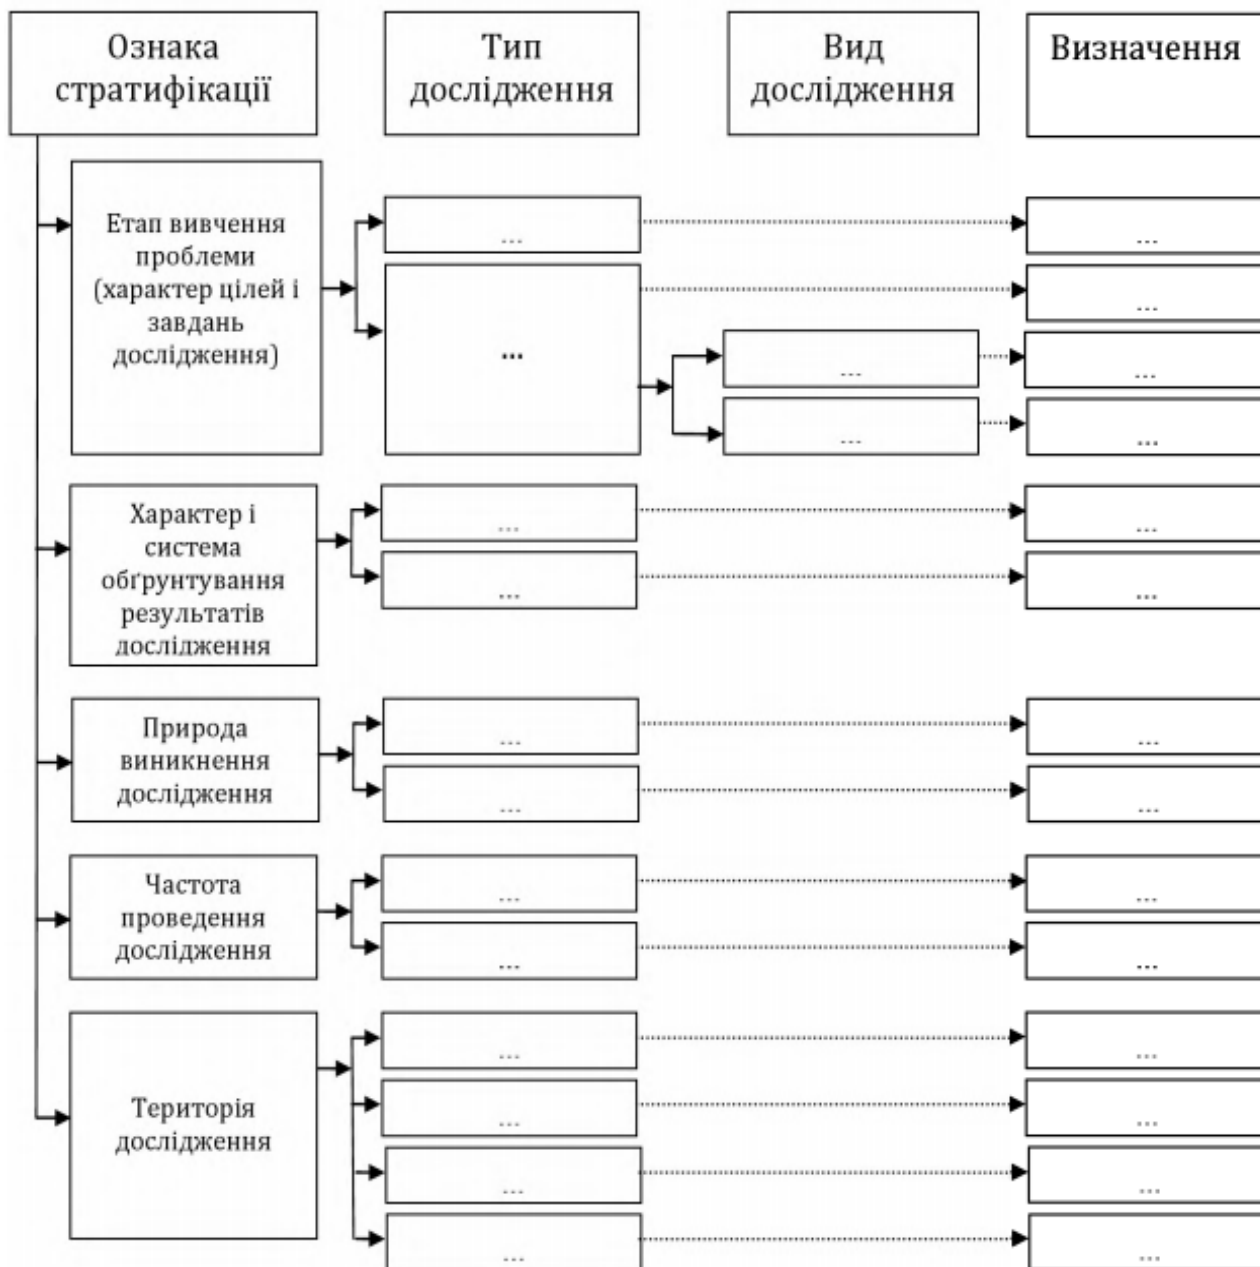 Ознака
стратифікації
Тип
дослідження
Вид
дослідження
Визначення
Етап вивчення
проблеми
(характер цілей і
завдань
дослідження)
...
...
...
...
...
...
...
...
Характер і
система
обґрунтування
результатів
дослідження
...
...
...
...
Природа
виникнення
дослідження
...
...
...
...
Частота
проведення
дослідження
...
...
...
...
Територія
дослідження
...
...
...
...
...
...
...
...